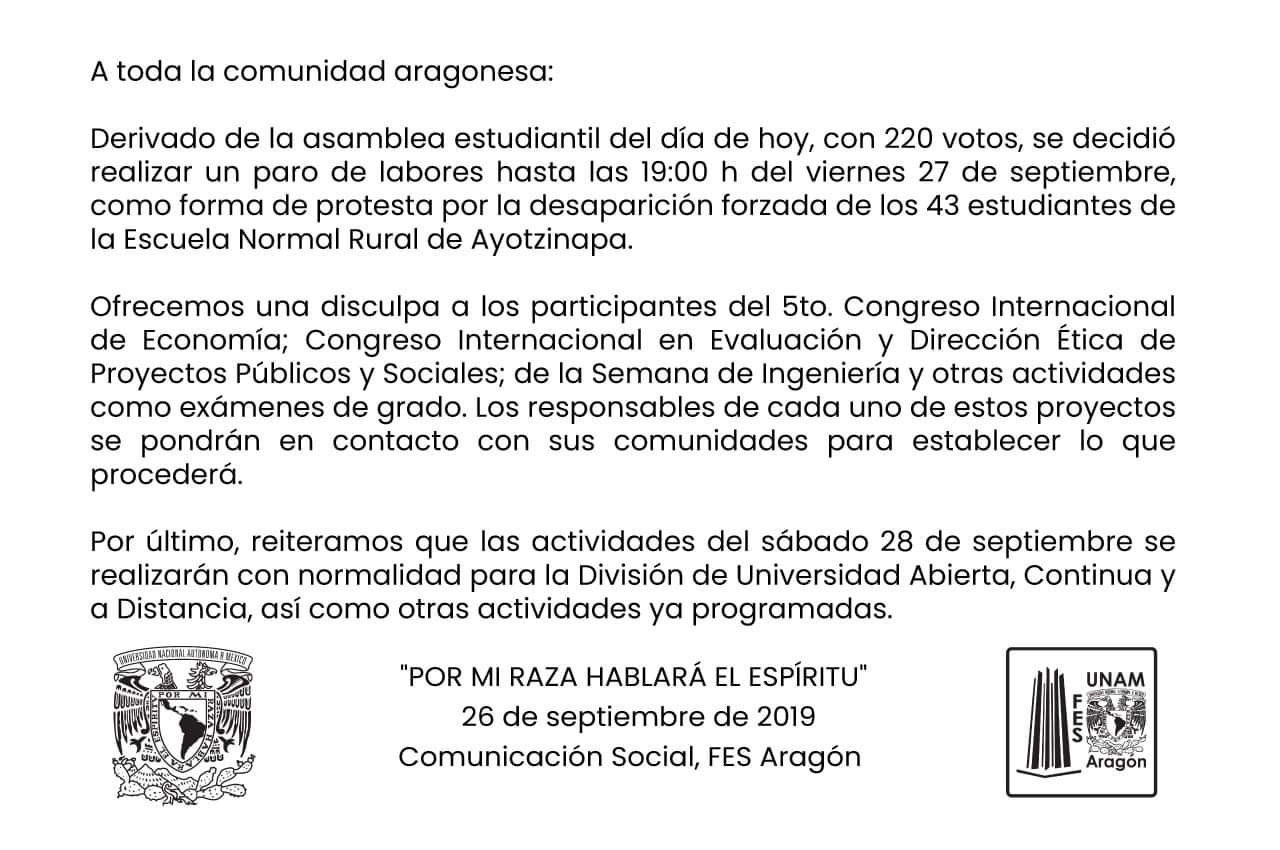 A toda la comunidad aragonesa:
Derivado de la asamblea estudiantil del día de hoy, con 220 votos, se decidió
realizar un paro de labores hasta las 19:00 h del viernes 27 de septiembre,
como forma de protesta por la desaparición forzada de los 43 estudiantes de
la Escuela Normal Rural de Ayotzinapa.
Ofrecemos una disculpa a los participantes del 5to. Congreso Internacional
de Economía; Congreso Internacional en Evaluación y Dirección Ética de
Proyectos Públicos y Sociales; de la Semana de Ingeniería y otras actividades
como exámenes de grado. Los responsables de cada uno de estos proyectos
se pondrán en contacto con sus comunidades para establecer lo que
procederá.
Por último, reiteramos que las actividades del sábado 28 de septiembre se
realizarán con normalidad para la División de Universidad Abierta, Continua y
a Distancia, así como otras actividades ya programadas.
"POR MI RAZA HABLARÁ EL ESPÍRITU"
26 de septiembre de 2019
Comunicación Social, FES Aragón
UNIVERSIDAD NACIONAL AUTONOMA
POR MI
RAZA HABLARA
EL ESPIRITU
UNAM
FES
Aragón